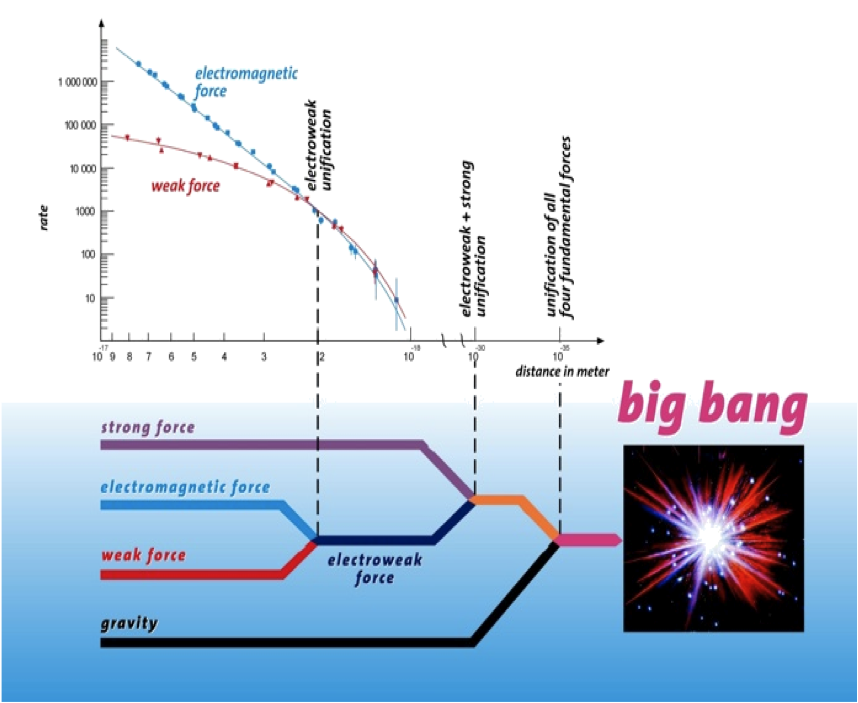 1 000 000
100 000
10 000
1000
100
10
rate
electromagnetic
force
weak force
electroweak
unification
electroweak + strong
unification
unification of all
four fundamental forces
10-17 9 8 7 6 5 4 3 2 10-18 10-30 10-35
distance in meter
big bang
strong force
electromagnetic force
weak force
electroweak
force
gravity